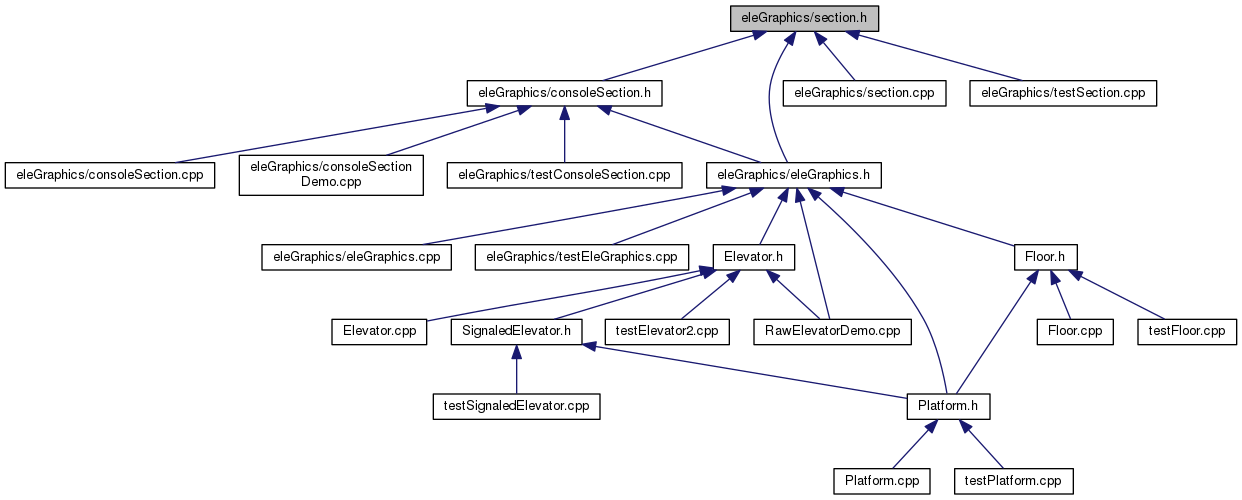 eleGraphics/section.h
eleGraphics/consoleSection.h
eleGraphics/section.cpp
eleGraphics/testSection.cpp
eleGraphics/consoleSection.cpp
eleGraphics/consoleSection
Demo.cpp
eleGraphics/testConsoleSection.cpp
eleGraphics/eleGraphics.h
eleGraphics/eleGraphics.cpp
eleGraphics/testEleGraphics.cpp
Elevator.h
Floor.h
Elevator.cpp
SignaledElevator.h
testElevator2.cpp
RawElevatorDemo.cpp
Floor.cpp
testFloor.cpp
testSignaledElevator.cpp
Platform.h
Platform.cpp
testPlatform.cpp